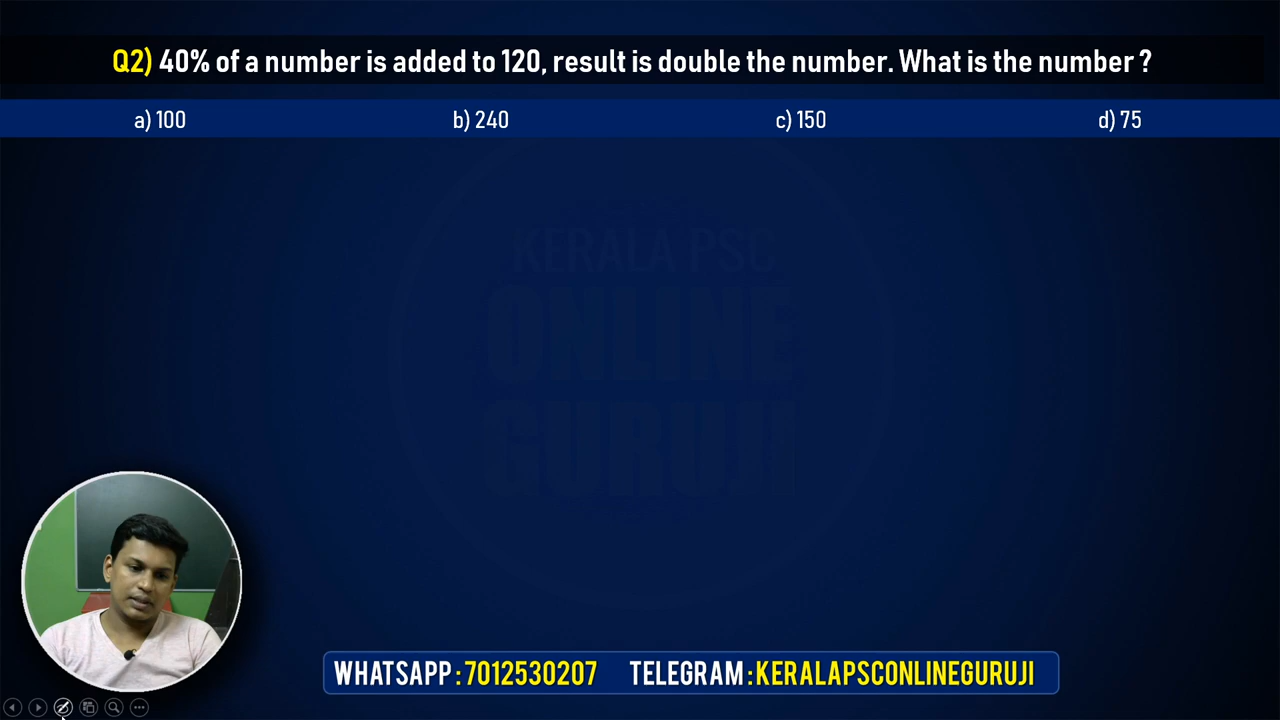 Q2) 40% of a number is added to 120, result is double the number. What is the number ?
a) 100 b) 240 c) 150 d) 75
KERALA PSC
ONLINE
GURUJI
WHATSAPP : 7012530207 TELEGRAM : KERALAPSCONLINEGURUJI